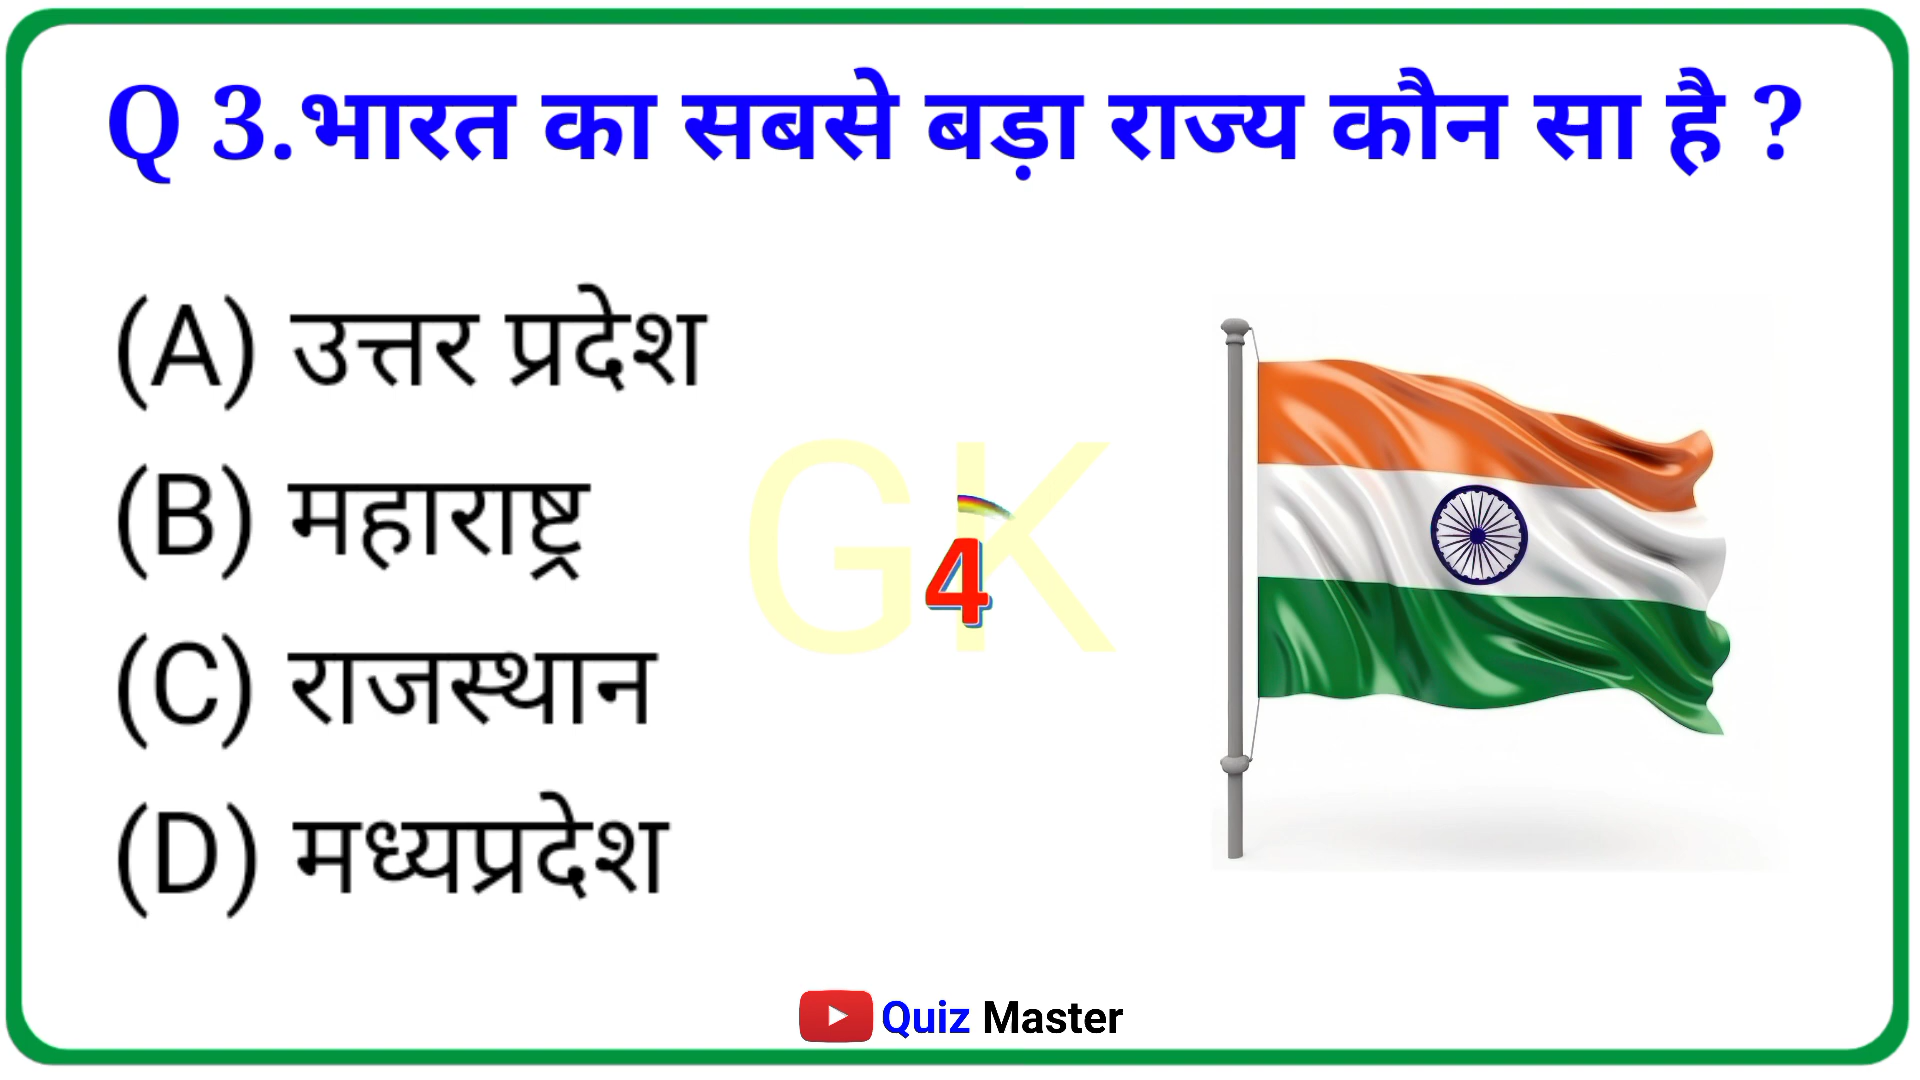 Q 3.भारत का सबसे बड़ा राज्य कौन सा है ?
(A) उत्तर प्रदेश
(B) महाराष्ट्र
(C) राजस्थान
(D) मध्यप्रदेश
GK
4
Quiz Master